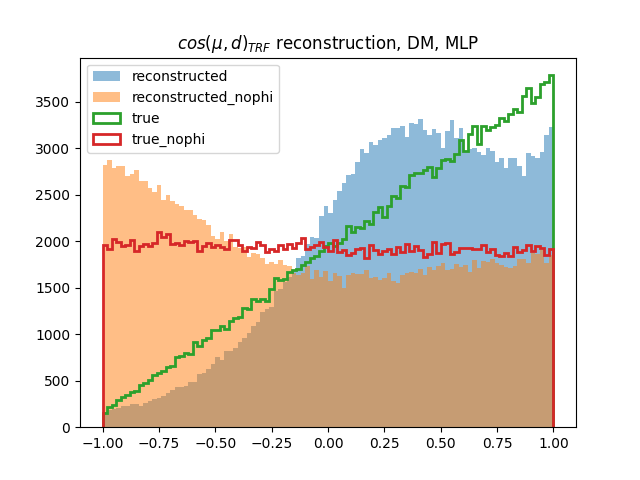 cos(μ, d)TRF reconstruction, DM, MLP
reconstructed
reconstructed_nophi
true
true_nophi
3500
3000
2500
2000
1500
1000
500
0
−1.00 −0.75 −0.50 −0.25 0.00 0.25 0.50 0.75 1.00